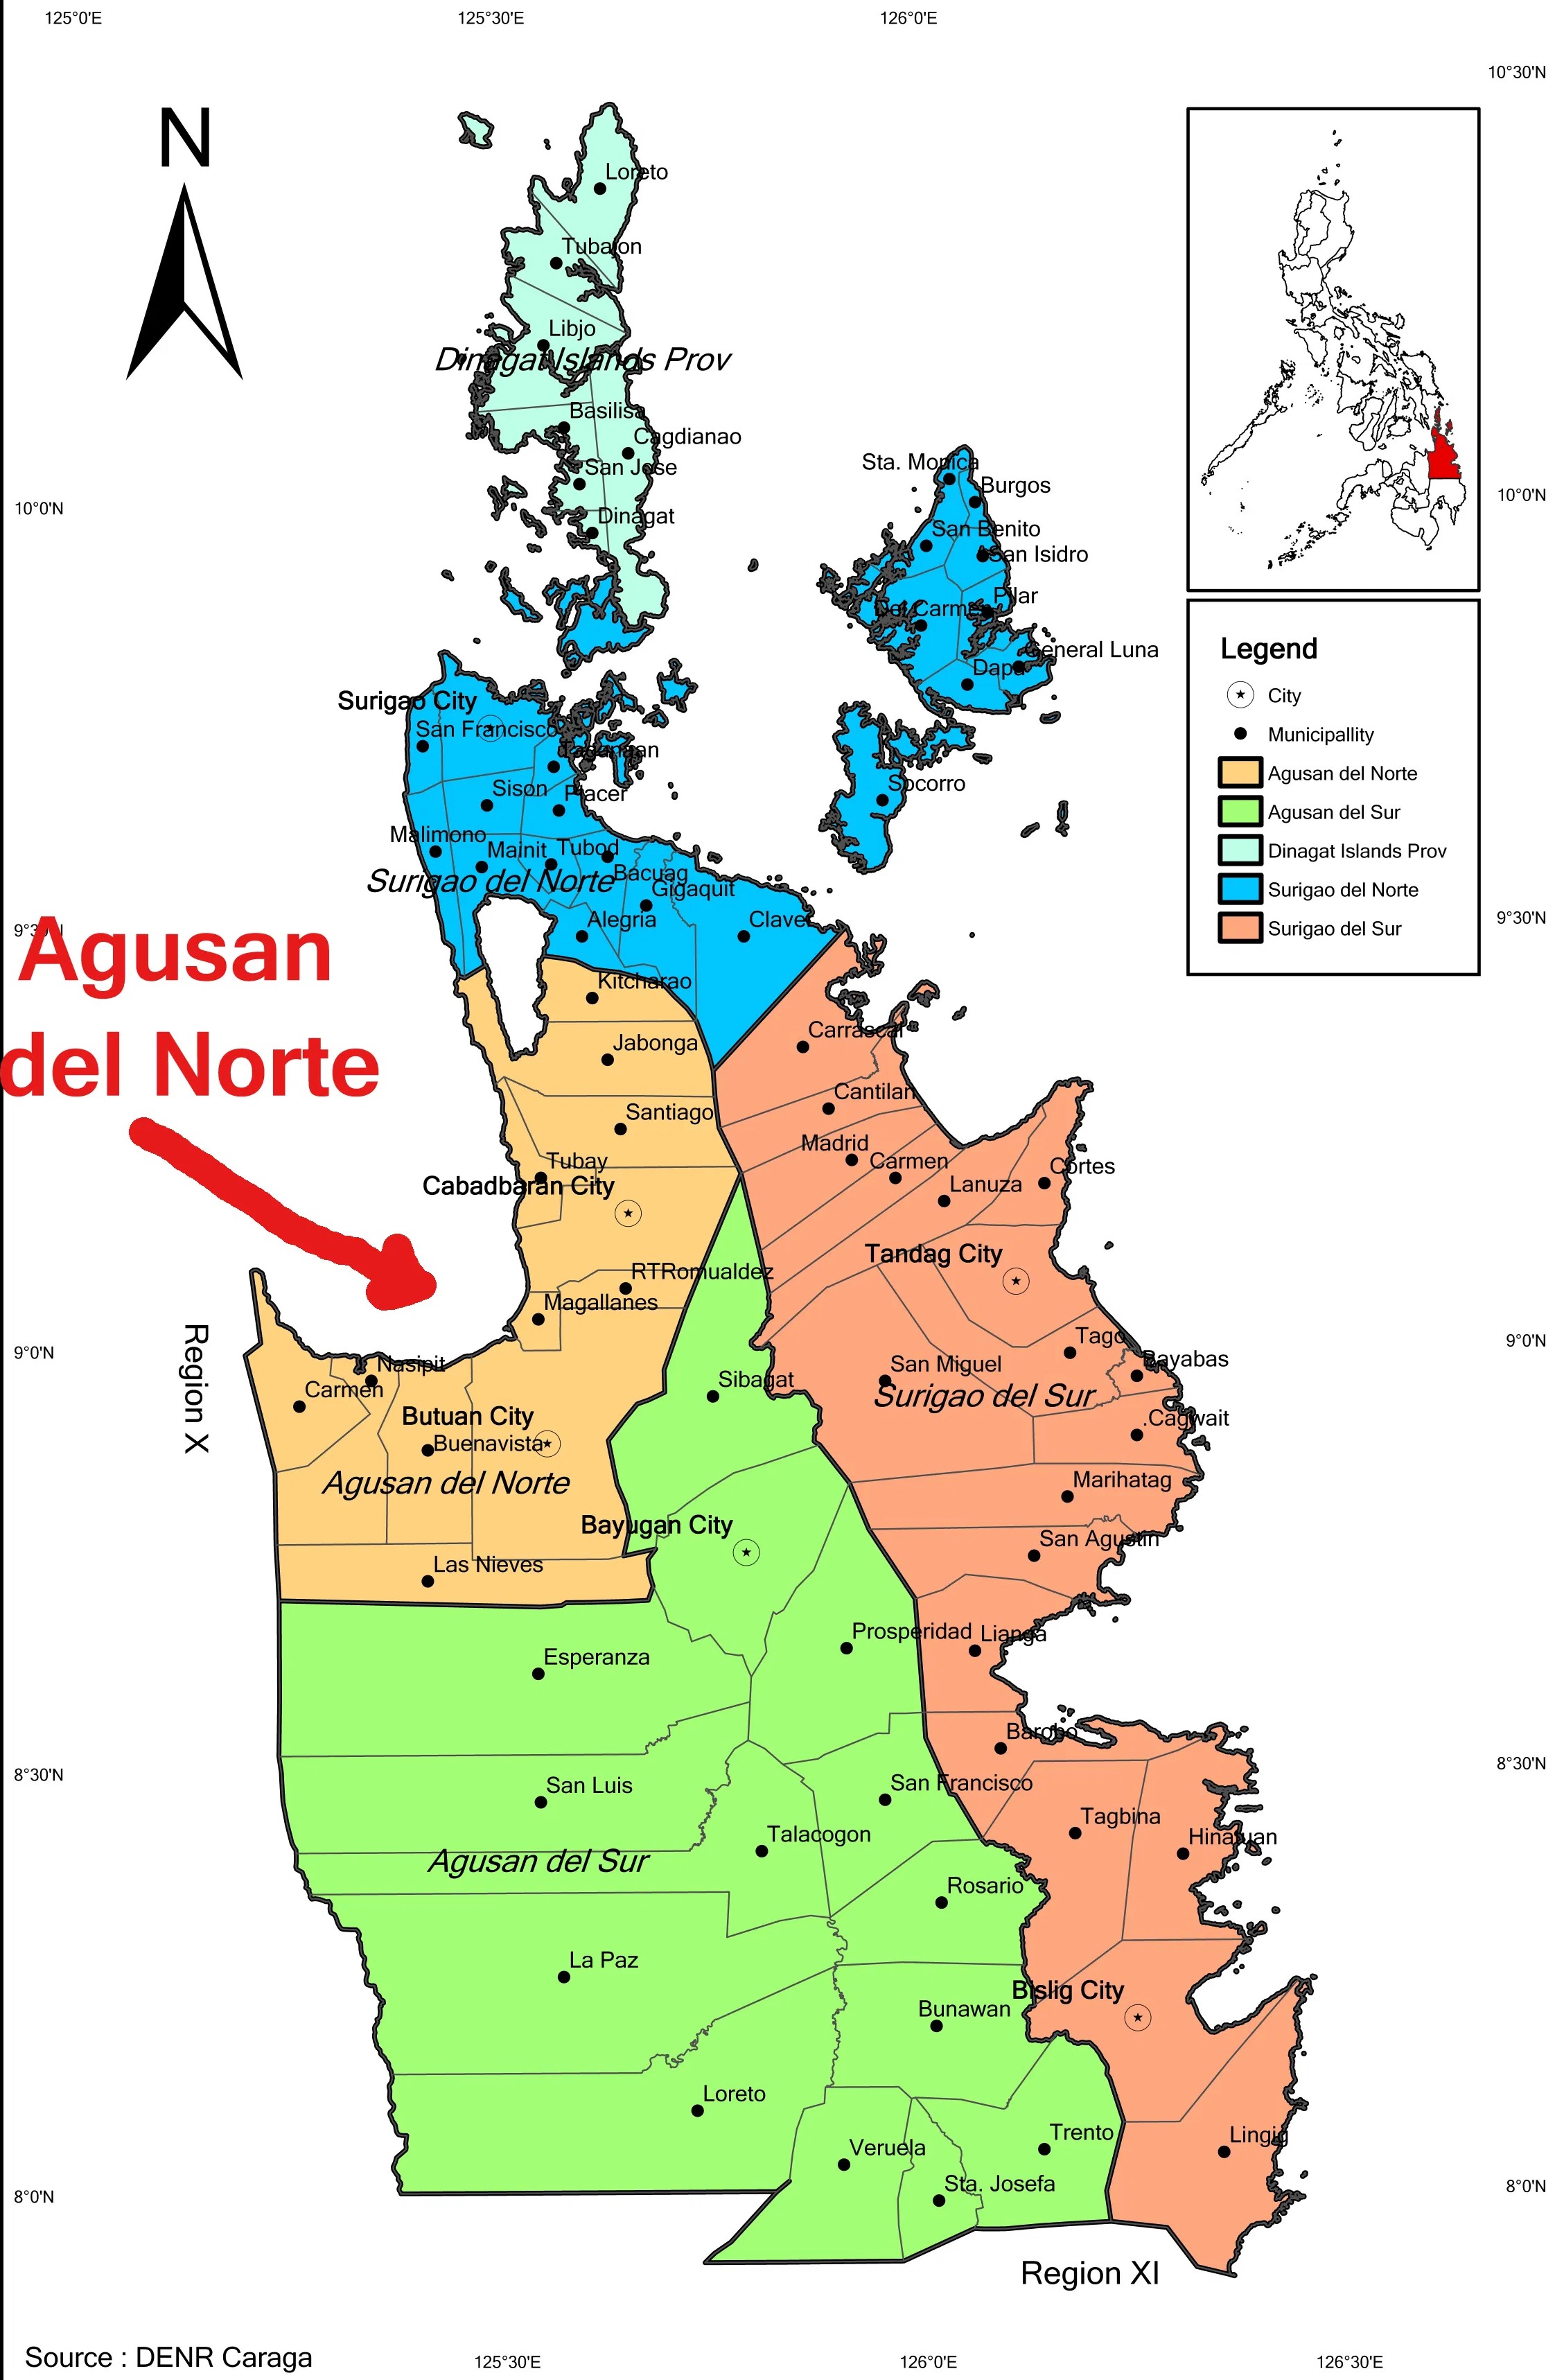 125°0'E
125°30'E
126°0'E
10°30'N
N
Loreto
Tubajon
Libjo
Dinagat Islands Prov
Basilisa
Cagdianao
San Jose
Dinagat
10°0'N
10°0'N
Sta. Monica
Burgos
San Benito
San Isidro
Pilar
Del Carmen
General Luna
Dapa
Legend
City
Municipallity
Agusan del Norte
Agusan del Sur
Dinagat Islands Prov
Surigao del Norte
Surigao del Sur
Surigao City
San Francisco
Sison
Placer
Socorro
Malimono
Mainit
Tubod
Bacuag
Surigao del Norte
Gigaquit
Alegria
Claver
9°30'N
Agusan
del Norte
Kitcharao
Jabonga
Carrascal
Cantilan
Santiago
Madrid
Carmen
Tubay
Cortes
Cabadbaran City
Lanuza
Tandag City
RTRomualdez
Magallanes
Region X
9°0'N
9°0'N
Tago
Bayabas
Nasipit
Carmen
San Miguel
Sibagat
Surigao del Sur
Butuan City
.Cagwait
Buenavista
Agusan del Norte
Marihatag
Bayugan City
San Agustin
Las Nieves
Prosperidad
Lianga
Esperanza
Barobo
8°30'N
8°30'N
San Luis
San Francisco
Tagbina
Talacogon
Hinatuan
Agusan del Sur
Rosario
La Paz
Bislig City
Bunawan
Loreto
Trento
Lingig
Veruela
Sta. Josefa
8°0'N
8°0'N
Region XI
Source : DENR Caraga
125°30'E
126°0'E
126°30'E